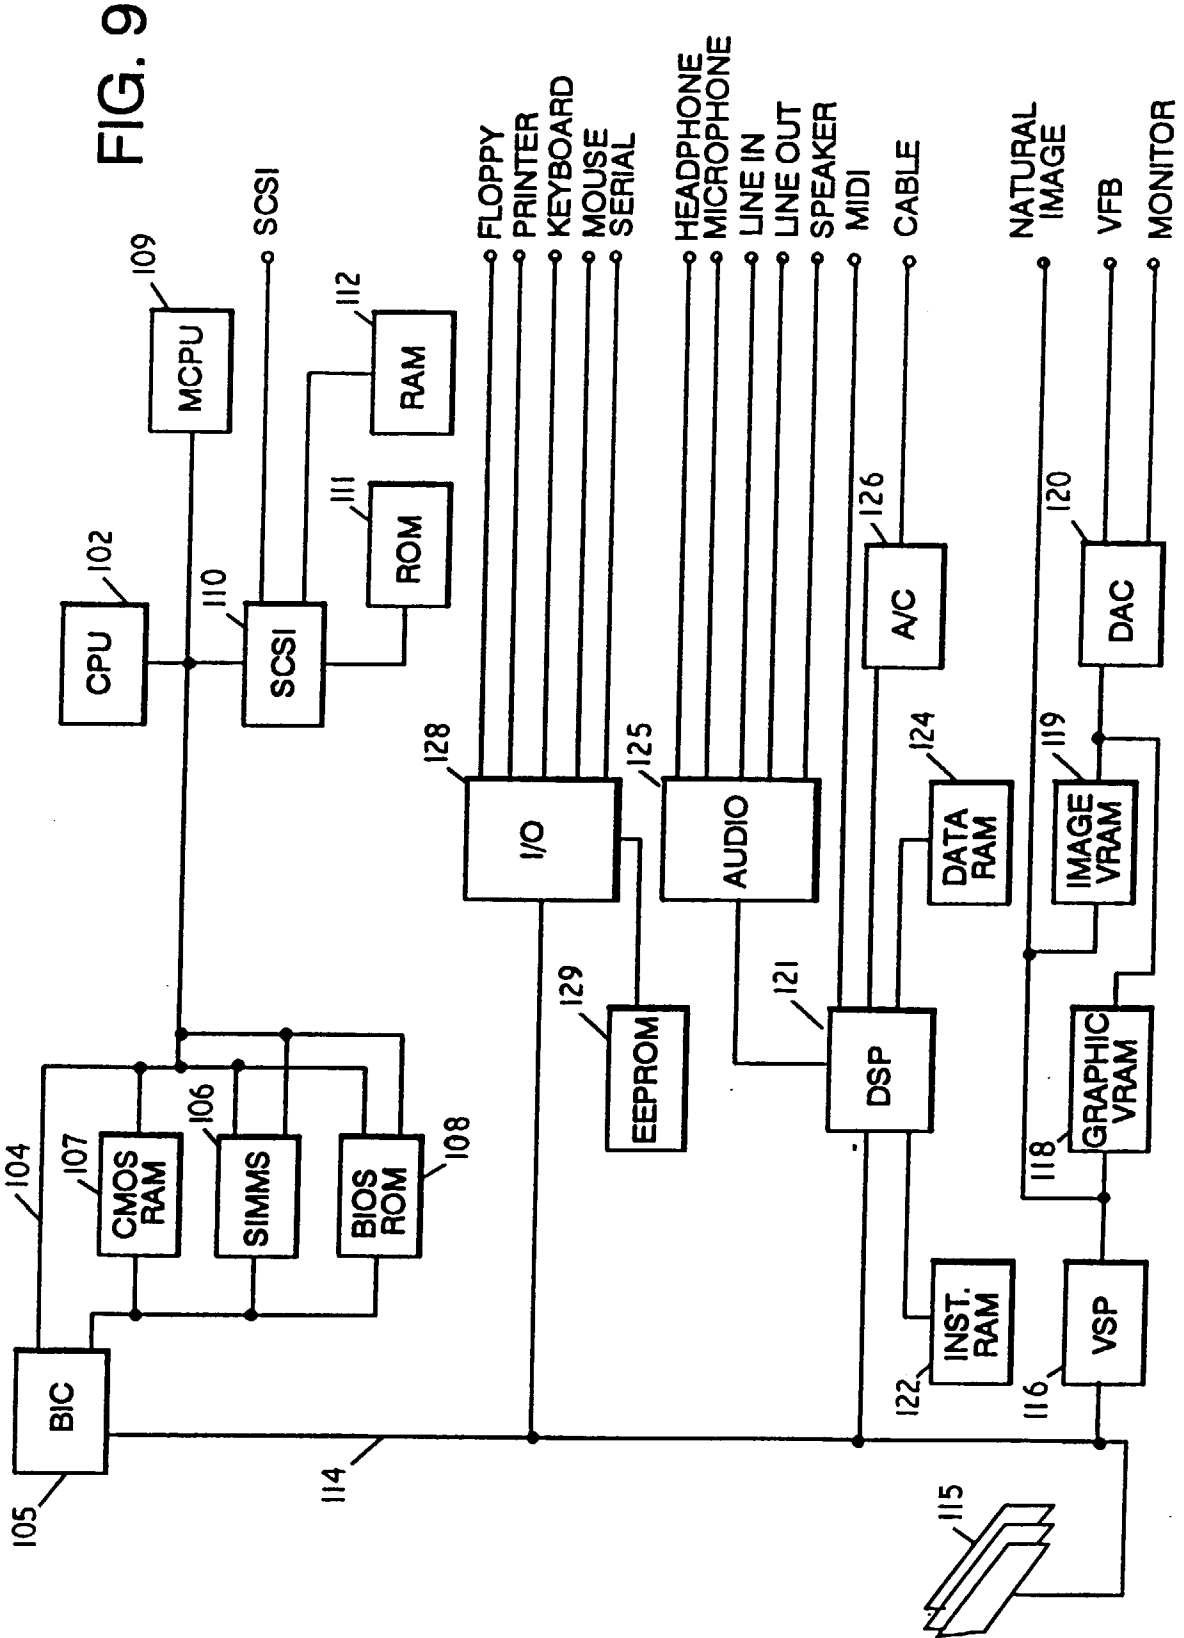 FIG. 9
105
BIC
104
107
CMOS
RAM
106
SIMMS
BIOS
ROM
108
CPU
102
MCPU
109
110
SCSI
SCSI
111
ROM
112
RAM
114
128
I/O
FLOPPY
PRINTER
KEYBOARD
MOUSE
SERIAL
129
EEPROM
125
AUDIO
HEADPHONE
MICROPHONE
LINE IN
LINE OUT
SPEAKER
MIDI
121
DSP
126
A/C
CABLE
124
DATA
RAM
122
INST.
RAM
115
116
VSP
118
GRAPHIC
VRAM
119
IMAGE
VRAM
120
DAC
NATURAL
IMAGE
VFB
MONITOR